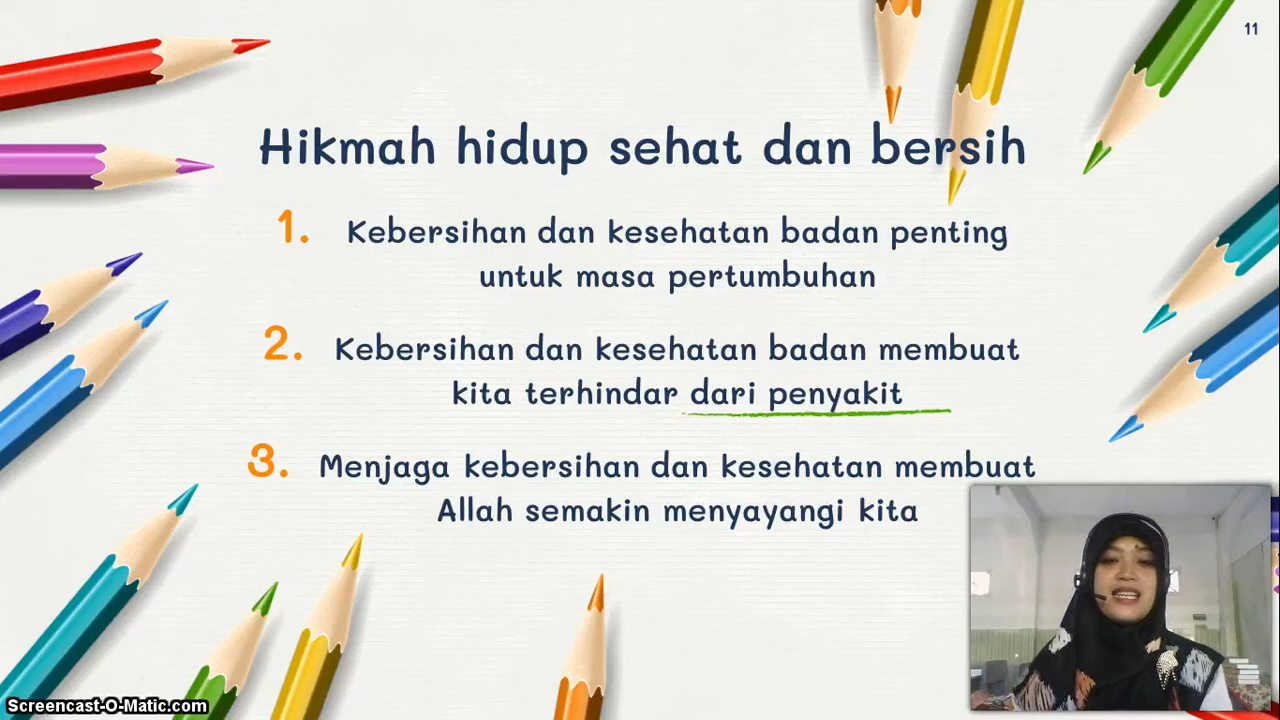 11
Hikmah hidup sehat dan bersih
1. Kebersihan dan kesehatan badan penting
untuk masa pertumbuhan
2. Kebersihan dan kesehatan badan membuat
kita terhindar dari penyakit
3. Menjaga kebersihan dan kesehatan membuat
Allah semakin menyayangi kita
Screencast-O-Matic.com